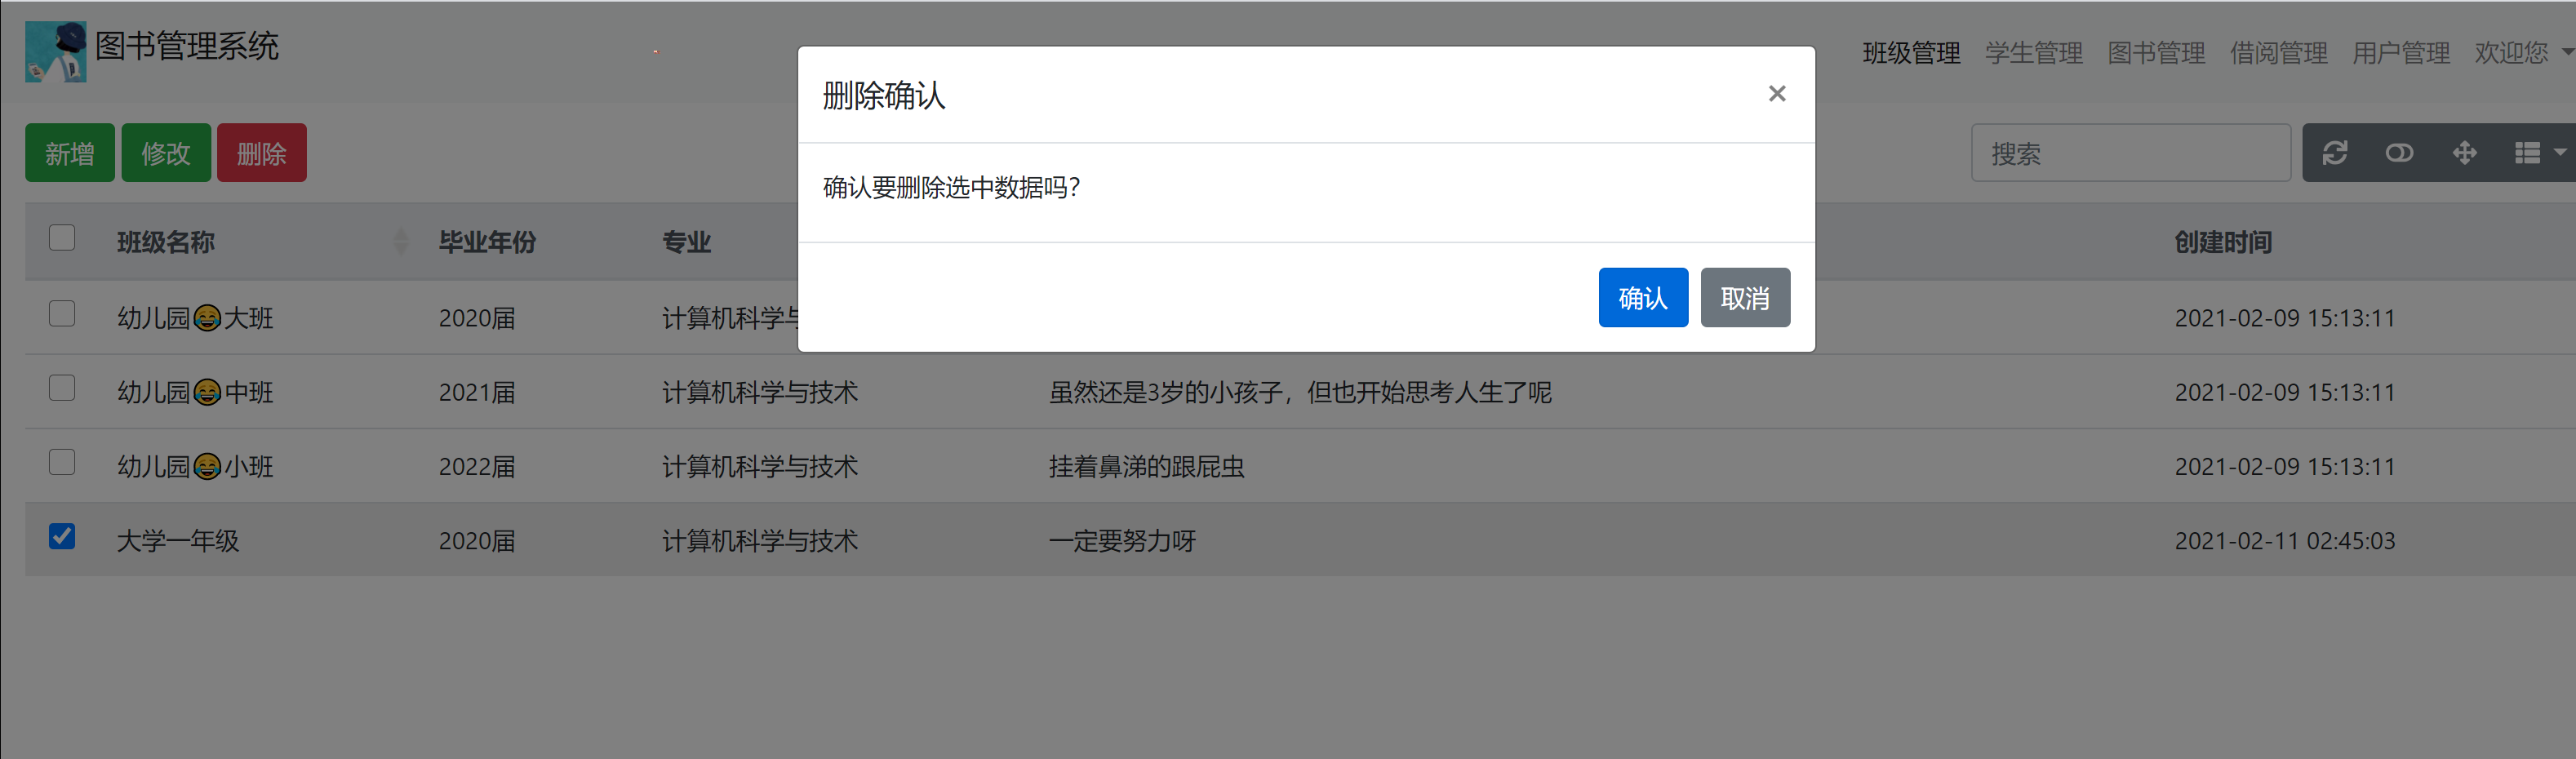 图书管理系统
班级管理 学生管理 图书管理 借阅管理 用户管理 欢迎您
删除确认
×
确认要删除选中数据吗?
确认 取消
新增 修改 删除
搜索
班级名称 毕业年份 专业 创建时间
幼儿园😂大班 2020届 计算机科学与 2021-02-09 15:13:11
幼儿园😂中班 2021届 计算机科学与技术 虽然还是3岁的小孩子，但也开始思考人生了呢 2021-02-09 15:13:11
幼儿园😂小班 2022届 计算机科学与技术 挂着鼻涕的跟屁虫 2021-02-09 15:13:11
大学一年级 2020届 计算机科学与技术 一定要努力呀 2021-02-11 02:45:03